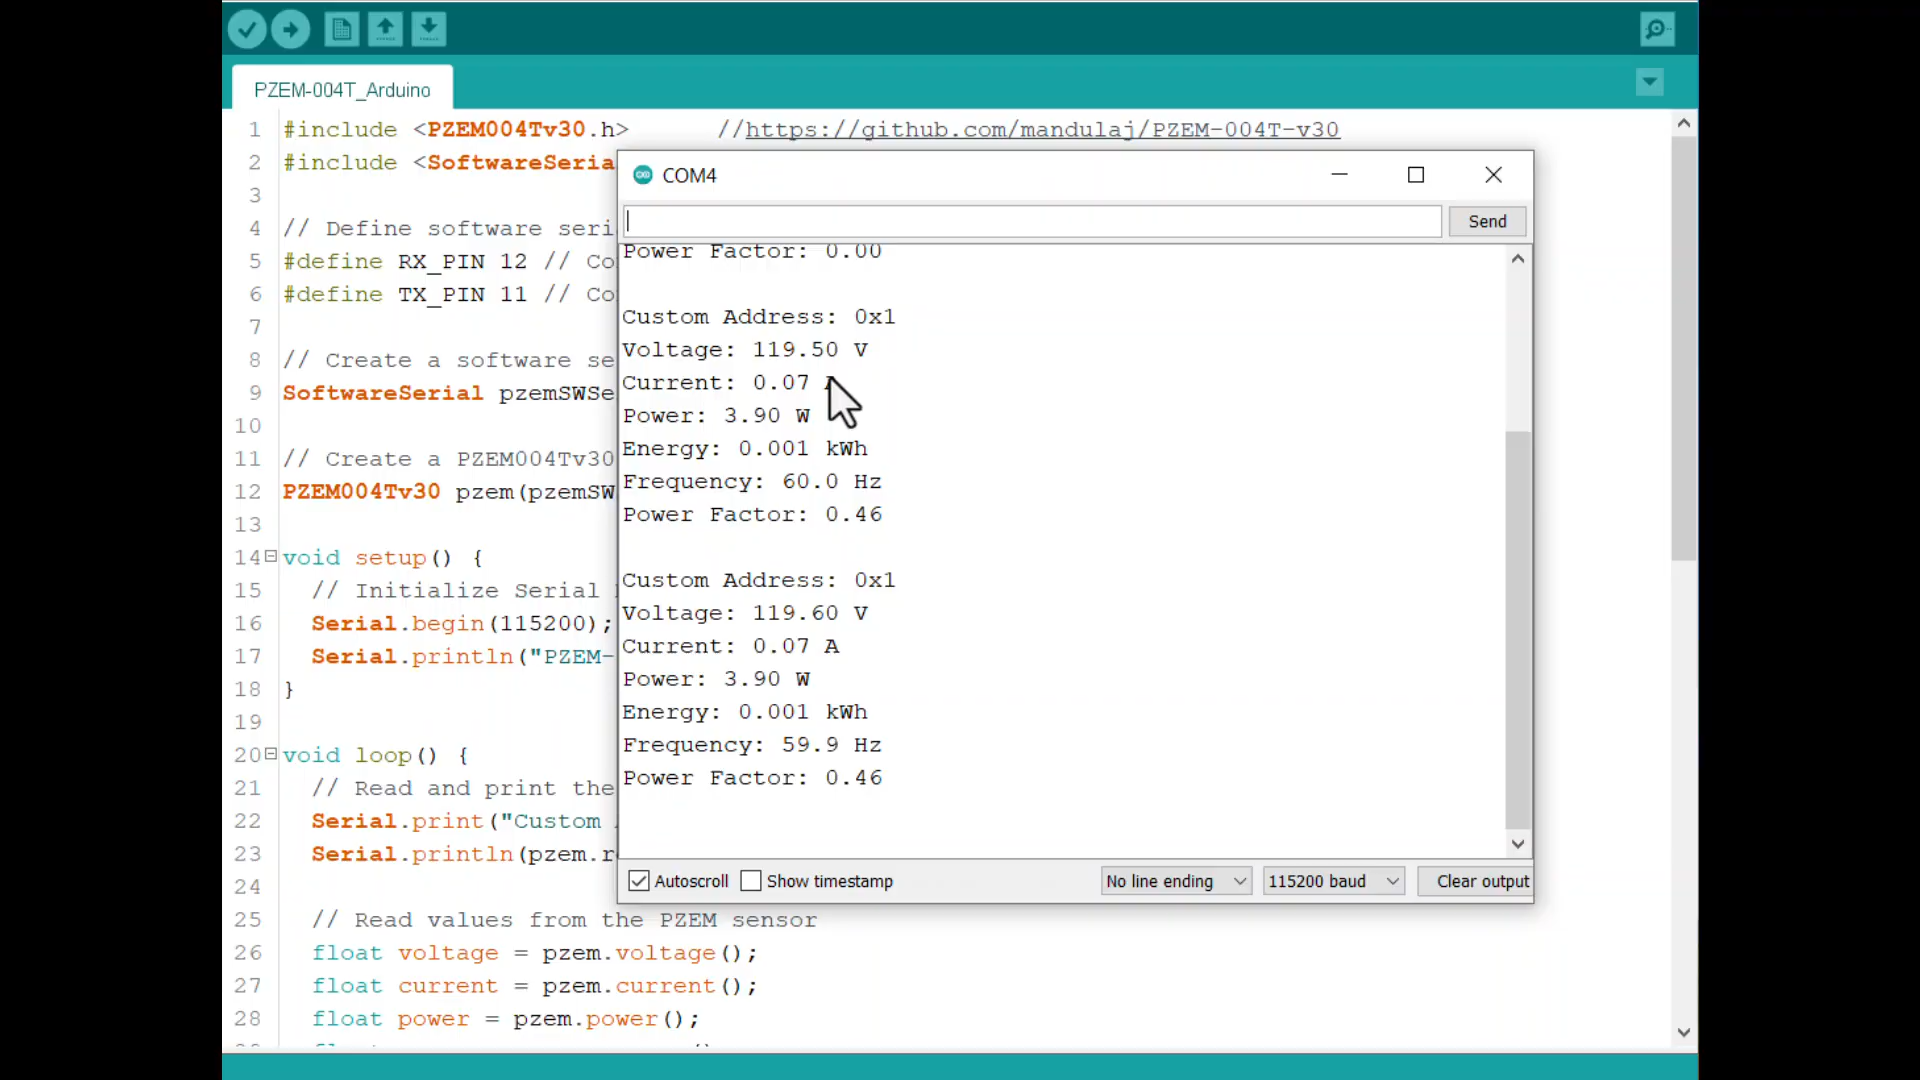 PZEM-004T_Arduino
1 #include <PZEM004Tv30.h> //https://github.com/mandulaj/PZEM-004T-v30
2 #include <SoftwareSeria
3
4 // Define software seri
5 #define RX_PIN 12 // Co
6 #define TX_PIN 11 // Co
7
8 // Create a software se
9 SoftwareSerial pzemSWSe
10
11 // Create a PZEM004Tv30
12 PZEM004Tv30 pzem(pzemSW
13
14 void setup() {
15 // Initialize Serial
16 Serial.begin(115200);
17 Serial.println("PZEM-
18 }
19
20 void loop() {
21 // Read and print the
22 Serial.print("Custom
23 Serial.println(pzem.r
24
25 // Read values from the PZEM sensor
26 float voltage = pzem.voltage();
27 float current = pzem.current();
28 float power = pzem.power();
COM4
Send
Power Factor: 0.00
Custom Address: 0x1
Voltage: 119.50 V
Current: 0.07
Power: 3.90 W
Energy: 0.001 kWh
Frequency: 60.0 Hz
Power Factor: 0.46
Custom Address: 0x1
Voltage: 119.60 V
Current: 0.07 A
Power: 3.90 W
Energy: 0.001 kWh
Frequency: 59.9 Hz
Power Factor: 0.46
Autoscroll Show timestamp No line ending 115200 baud Clear output